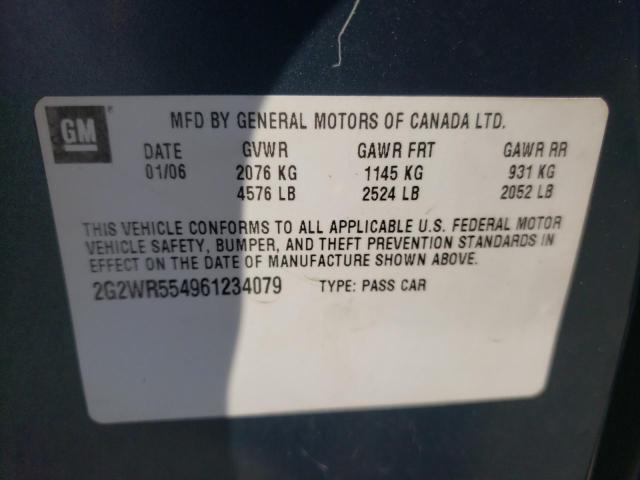 GM ®
MFD BY GENERAL MOTORS OF CANADA LTD.
DATE GVWR GAWR FRT GAWR RR
01/06 2076 KG 1145 KG 931 KG
4576 LB 2524 LB 2052 LB
THIS VEHICLE CONFORMS TO ALL APPLICABLE U.S. FEDERAL MOTOR
VEHICLE SAFETY, BUMPER, AND THEFT PREVENTION STANDARDS IN
EFFECT ON THE DATE OF MANUFACTURE SHOWN ABOVE.
2G2WR554961234079 TYPE: PASS CAR